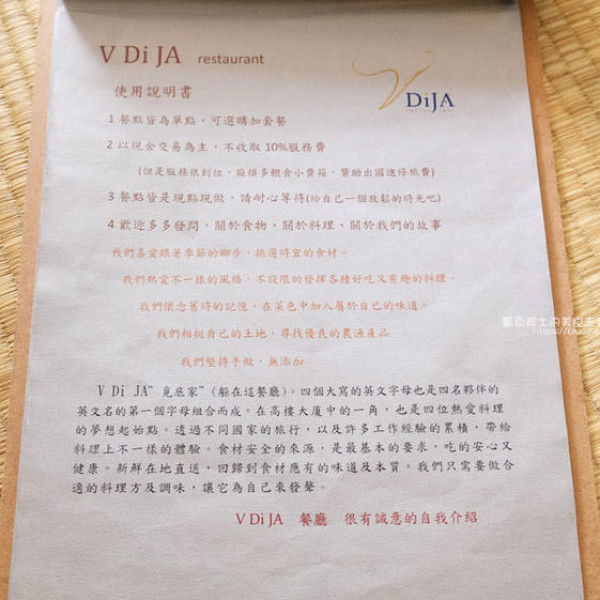 V Di JA restaurant
V DiJA
使用說明書
1 餐點皆為單點，可選購加套餐
2 以現金交易為主，不收取 10%服務費
(但是服務很到位，麻煩多餵食小費箱，贊助出國進修旅費)
3 餐點皆是現點現做，請耐心等待(給自己一個放鬆的時光吧)
4 歡迎多多發問，關於食物、關於料理、關於我們的故事
我們喜愛跟著季節的腳步，挑選時宜的食材。
我們熱愛不一樣的風格，不設限的發揮各種好吃又有趣的料理。
我們懷念舊時的記憶，在菜色中加入屬於自己的味道。
我們相挺自己的土地，尋找優良的農漁產品
我們堅持手做，無添加
V Di JA" 覓底家" (躲在這餐廳)。四個大寫的英文字母也是四名夥伴的
英文名的第一個字母組合而成。在高樓大廈中的一角，也是四位熱愛料理
的夢想起始點。透過不同國家的旅行，以及許多工作經驗的累積，帶給
料理上不一樣的體驗。食材安全的來源，是最基本的要求，吃的安心又
健康。新鮮在地直送，回歸到食材應有的味道及本質。我們只需要做合
適的料理方及調味，讓它為自己來發聲。
V Di JA 餐廳 很有誠意的自我介紹